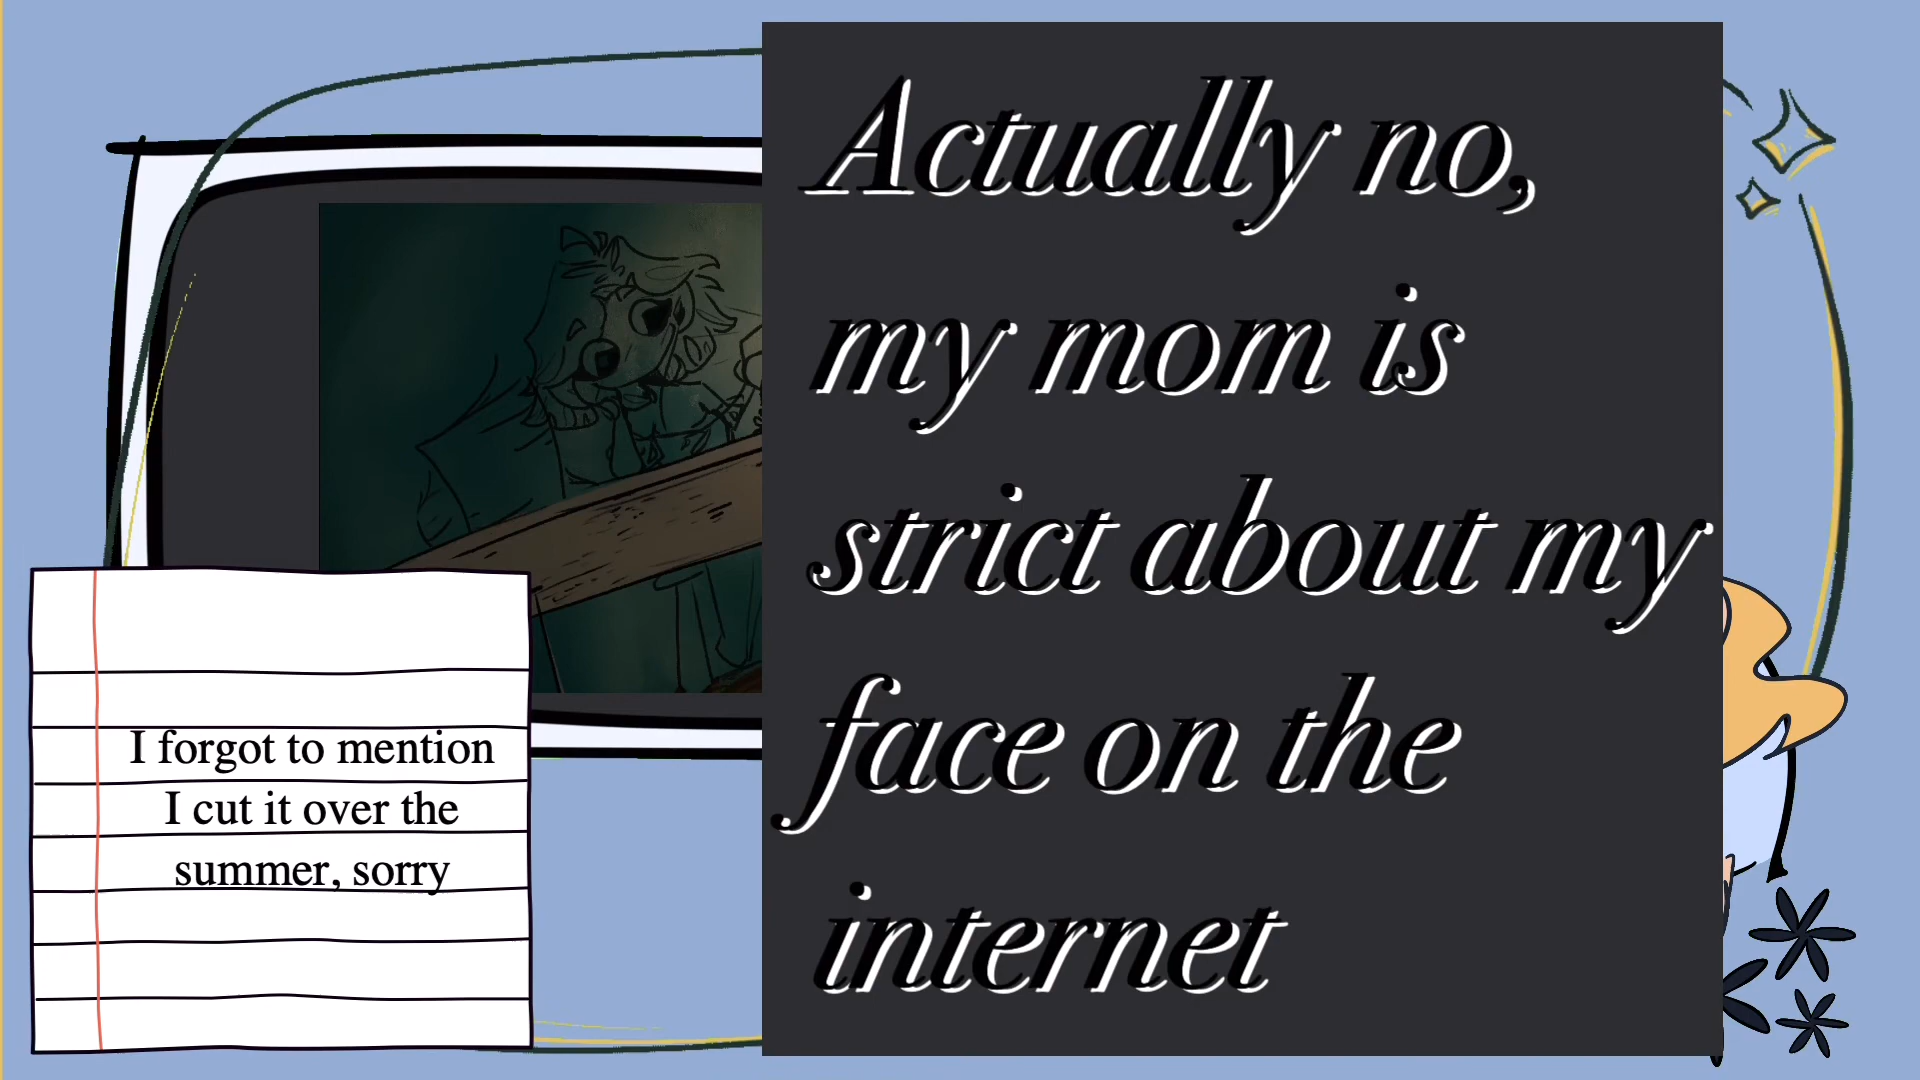 Actually no,
my mom is
strict about my
face on the
internet
I forgot to mention
I cut it over the
summer, sorry